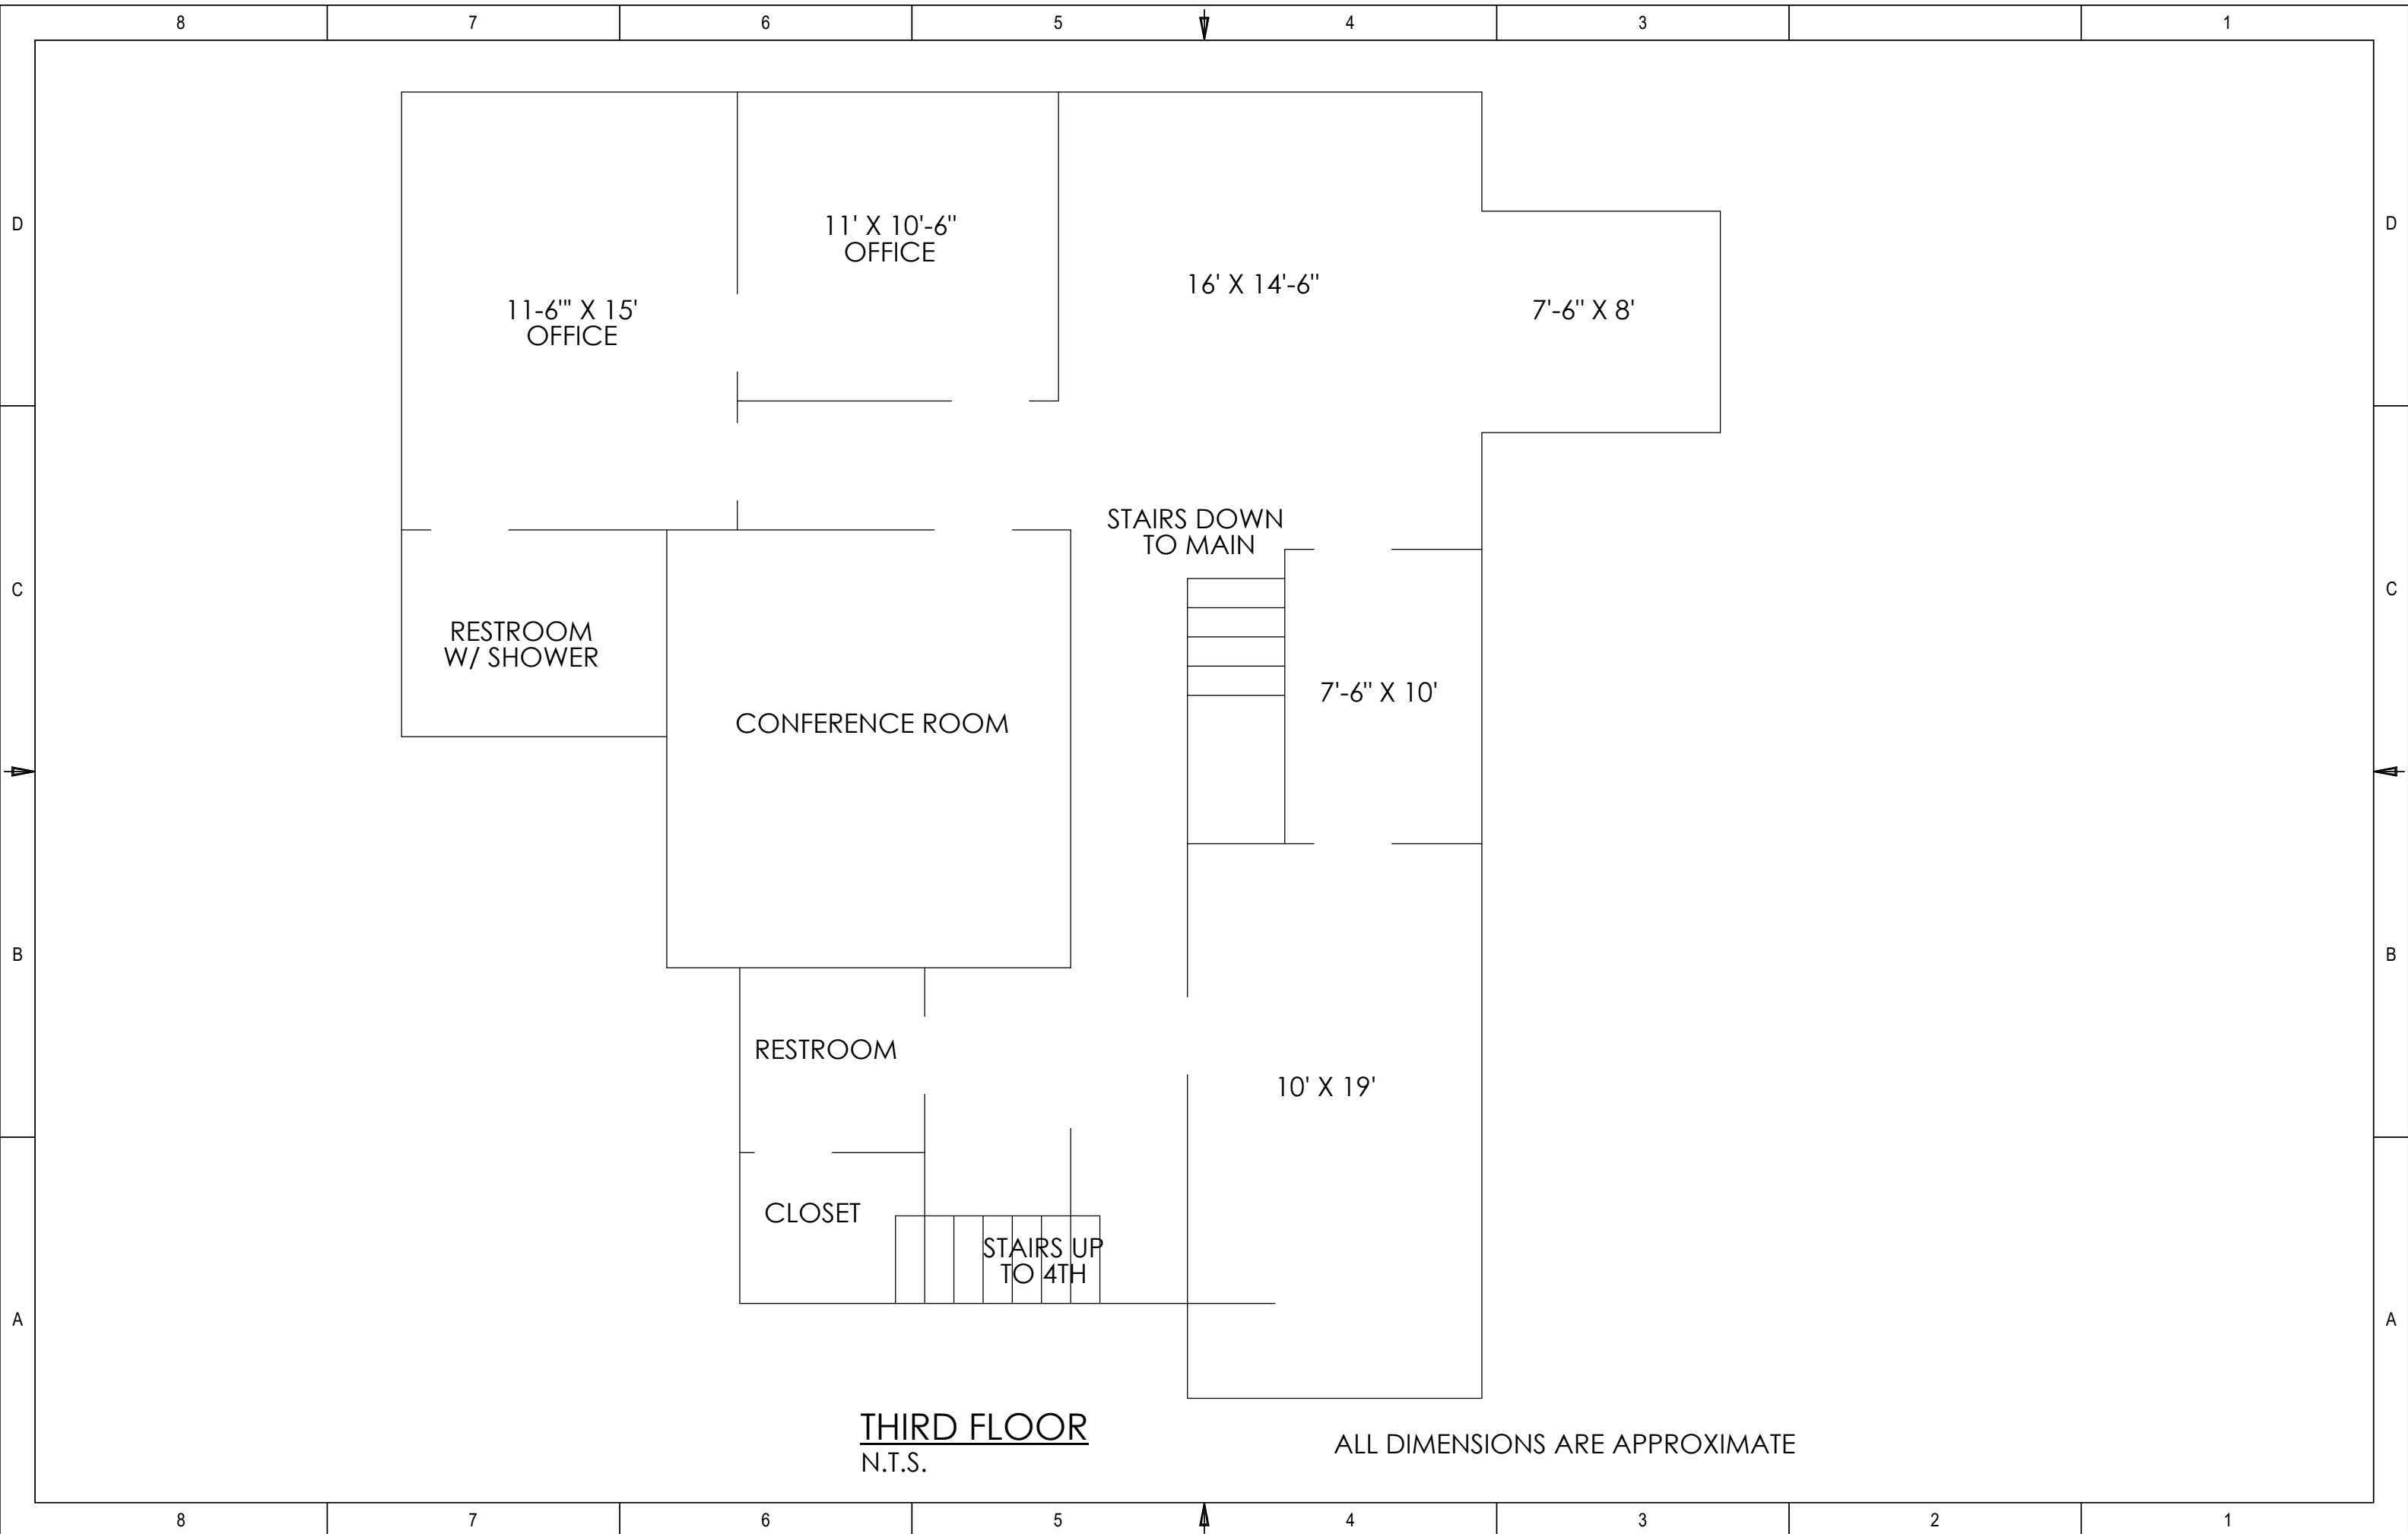 8 7 6 5 4 3 1
D D
11' X 10'-6"
OFFICE
16' X 14'-6"
11-6'" X 15'
OFFICE
7'-6" X 8'
STAIRS DOWN
TO MAIN
C C
RESTROOM
W/ SHOWER
7'-6" X 10'
CONFERENCE ROOM
B B
RESTROOM
10' X 19'
CLOSET
STAIRS UP
TO 4TH
A A
THIRD FLOOR
N.T.S.
ALL DIMENSIONS ARE APPROXIMATE
8 7 6 5 4 3 2 1